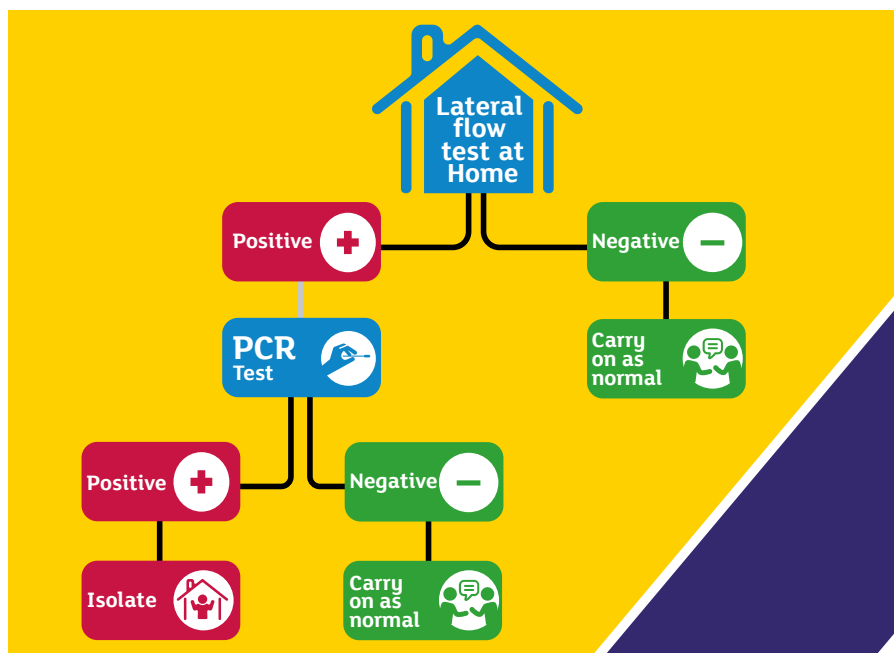 Lateral
flow
test at
Home
Positive
Negative
PCR
Test
Carry
on as
normal
Positive
Negative
Isolate
Carry
on as
normal